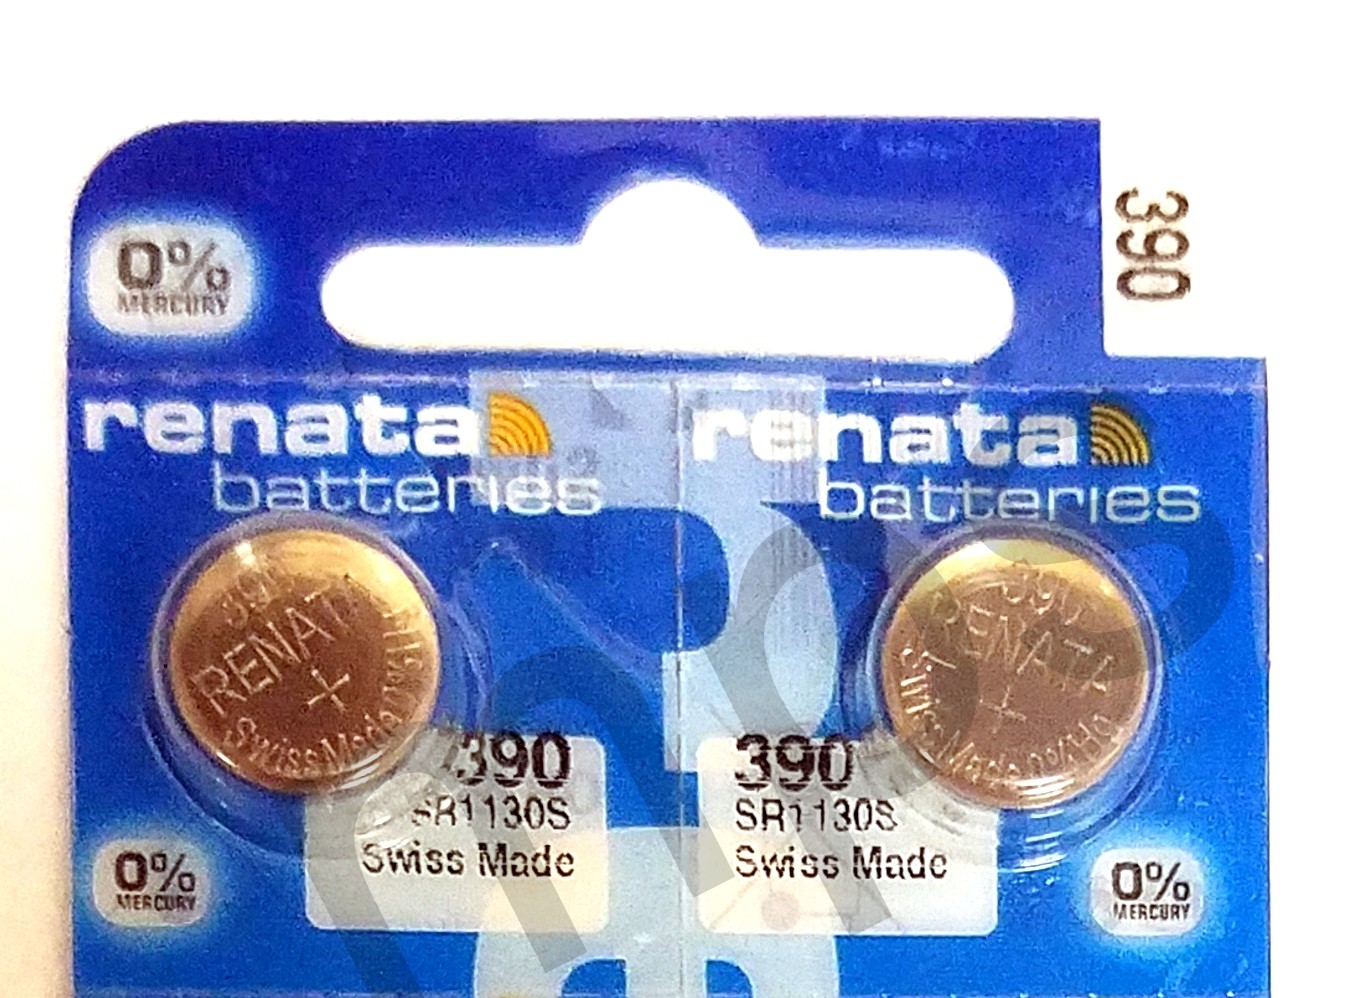 0%
MERCURY
390
renata
batteries
renata
batteries
RENATA
+
Swiss Made
390
RENATA
+
Swiss Made
390
SR1130S
Swiss Made
390
SR1130S
Swiss Made
0%
MERCURY
0%
MERCURY